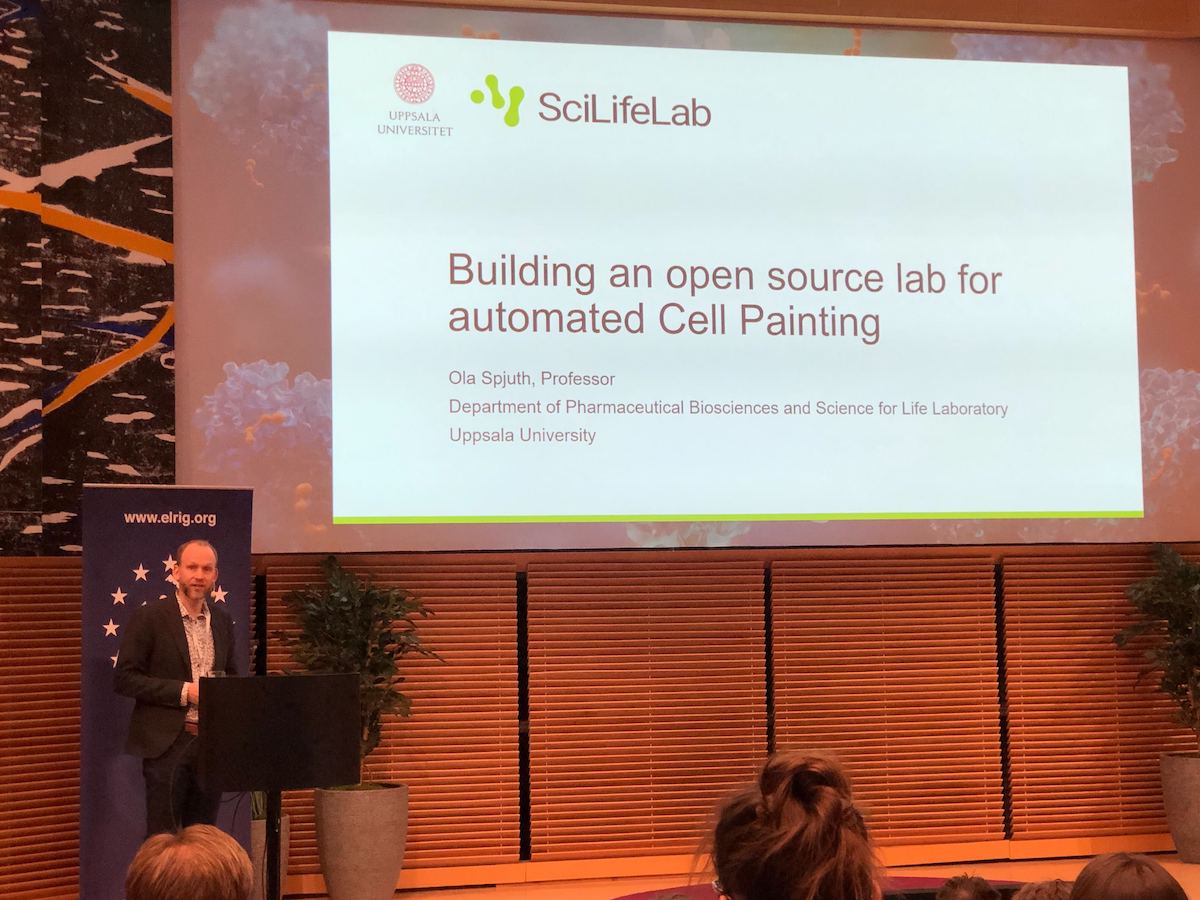 UPPSALA
UNIVERSITET
SciLifeLab
Building an open source lab for
automated Cell Painting
Ola Spjuth, Professor
Department of Pharmaceutical Biosciences and Science for Life Laboratory
Uppsala University
www.elrig.org